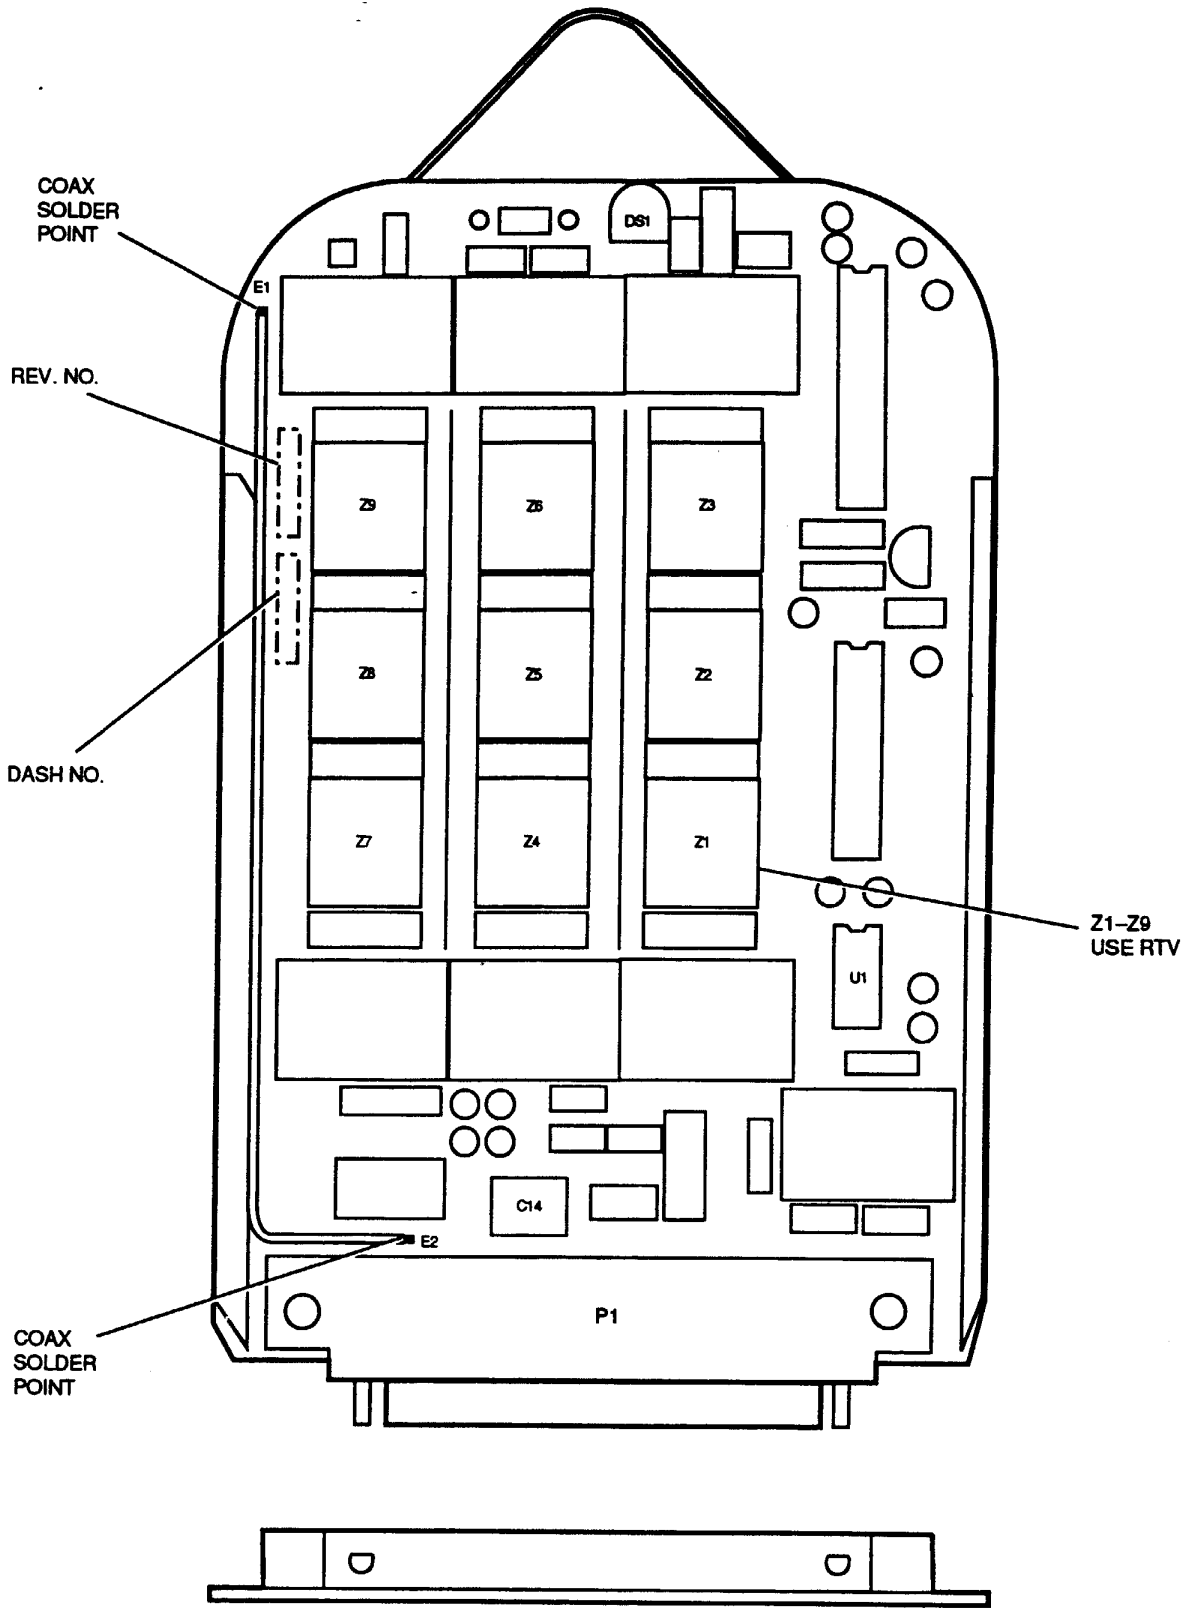 COAX
SOLDER
POINT
DS1
E1
REV. NO.
Z9
Z6
Z3
Z8
Z5
Z2
DASH NO.
Z7
Z4
Z1
Z1–Z9
USE RTV
U1
C14
E2
P1
COAX
SOLDER
POINT